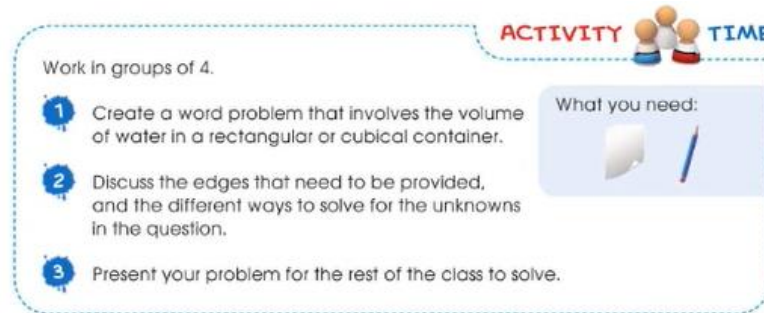 ACTIVITY TIME
Work in groups of 4.
1 Create a word problem that involves the volume
of water in a rectangular or cubical container.
What you need:
2 Discuss the edges that need to be provided,
and the different ways to solve for the unknowns
in the question.
3 Present your problem for the rest of the class to solve.